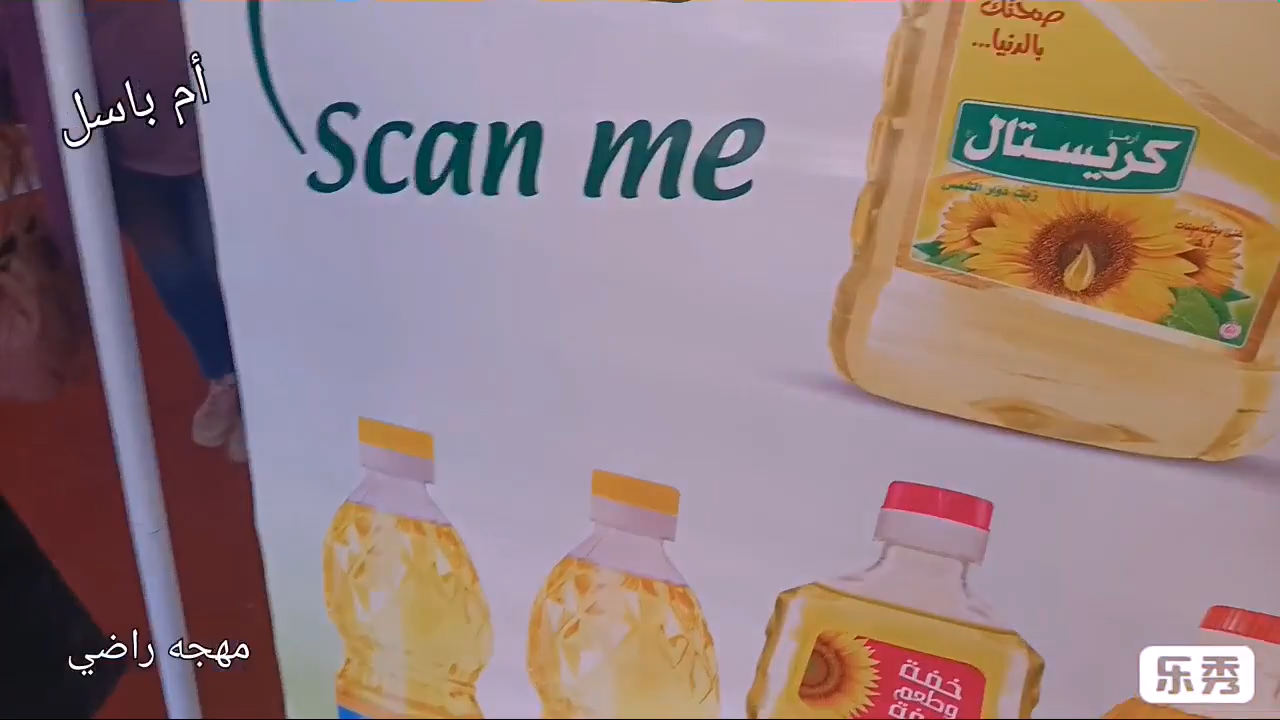 أم باسل
Scan me
صحتك
بالدنيا...
كريستال
زيت دوار الشمس
خفة
وطعم
مهجه راضي
乐秀